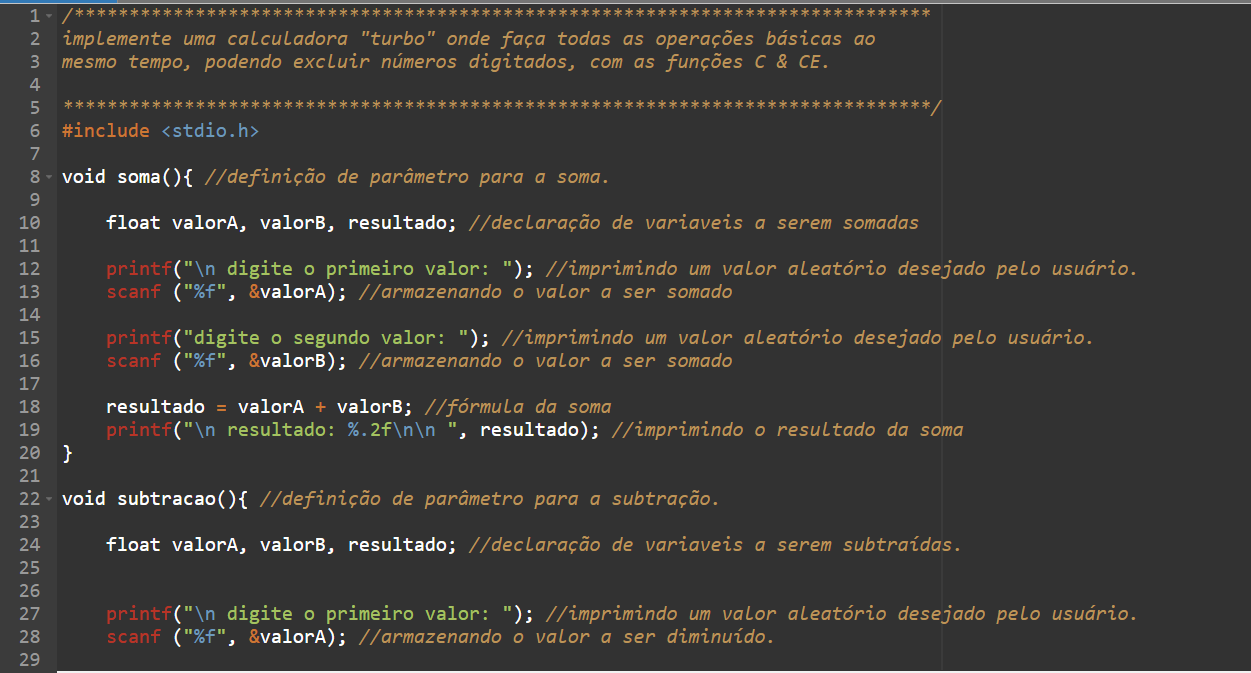 1 /******************************************************************************
2 implemente uma calculadora "turbo" onde faça todas as operações básicas ao
3 mesmo tempo, podendo excluir números digitados, com as funções C & CE.
4
5 *******************************************************************************/
6 #include <stdio.h>
7
8 void soma(){ //definição de parâmetro para a soma.
9
10 float valorA, valorB, resultado; //declaração de variaveis a serem somadas
11
12 printf("\n digite o primeiro valor: "); //imprimindo um valor aleatório desejado pelo usuário.
13 scanf ("%f", &valorA); //armazenando o valor a ser somado
14
15 printf("digite o segundo valor: "); //imprimindo um valor aleatório desejado pelo usuário.
16 scanf ("%f", &valorB); //armazenando o valor a ser somado
17
18 resultado = valorA + valorB; //fórmula da soma
19 printf("\n resultado: %.2f\n\n ", resultado); //imprimindo o resultado da soma
20 }
21
22 void subtracao(){ //definição de parâmetro para a subtração.
23
24 float valorA, valorB, resultado; //declaração de variaveis a serem subtraídas.
25
26
27 printf("\n digite o primeiro valor: "); //imprimindo um valor aleatório desejado pelo usuário.
28 scanf ("%f", &valorA); //armazenando o valor a ser diminuído.
29